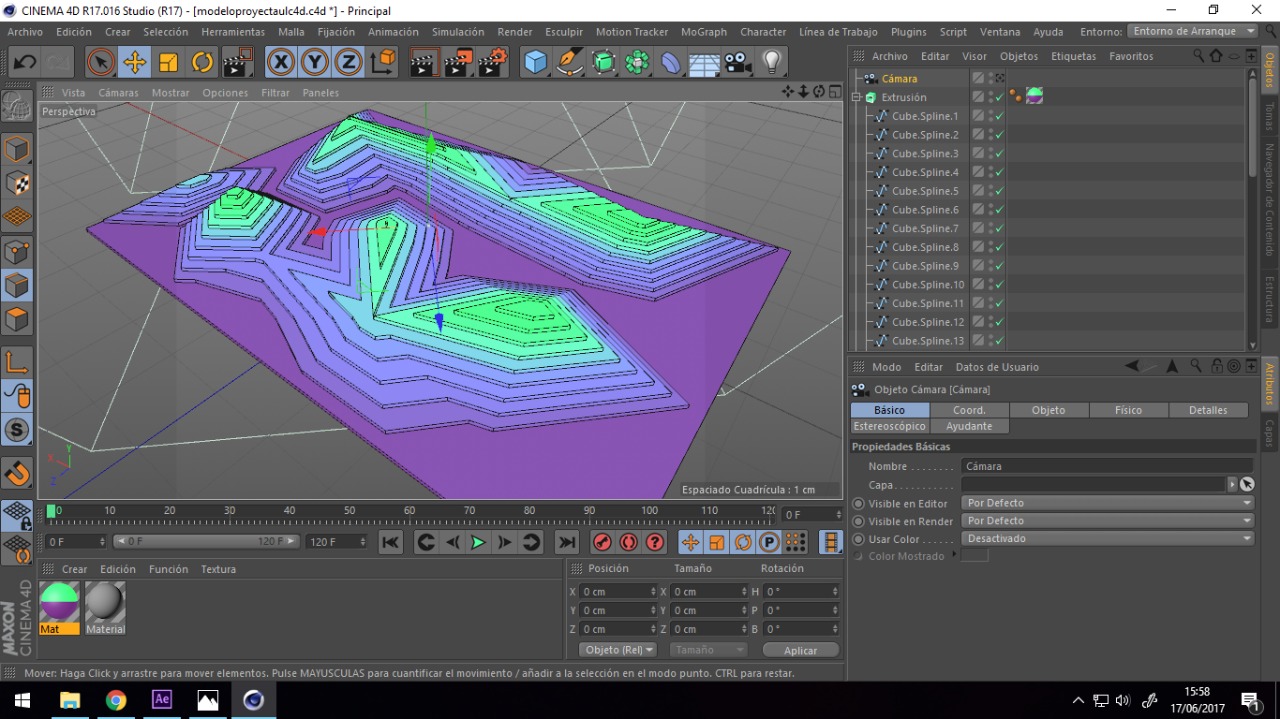 CINEMA 4D R17.016 Studio (R17) - [meloproyectaulc4d.c4d *] - Principal
Archivo Edición Crear Selección Herramientas Malla Fijación Animación Simulación Render Esculpir Motion Tracker MoGraph Character Línea de Trabajo Plugins Script Ventana Ayuda Entorno: Entorno de Arranque
X Y Z
Archivo Editar Visor Objetos Etiquetas Favoritos
Vista Cámaras Mostrar Opciones Filtrar Paneles
Perspectiva
Cámara
Extrusión
Cube.Spline.1
Cube.Spline.2
Cube.Spline.3
Cube.Spline.4
Cube.Spline.5
Cube.Spline.6
Cube.Spline.7
Cube.Spline.8
Cube.Spline.9
Cube.Spline.10
Cube.Spline.11
Cube.Spline.12
Cube.Spline.13
Objetos
Tomas
Navegador de Contenido
Estructura
S
Y
X
Z
Espaciado Cuadrícula : 1 cm
Modo Editar Datos de Usuario
Objeto Cámara [Cámara]
Básico Coord. Objeto Físico Detalles
Estereoscópico Ayudante
Propiedades Básicas
Nombre Cámara
Capa
Visible en Editor Por Defecto
Visible en Render Por Defecto
Usar Color Desactivado
Color Mostrado
Atributos
Capas
0 10 20 30 40 50 60 70 80 90 100 110 12( 0 F
0 F 0 F 120 F 120 F P
Crear Edición Función Textura
Mat Material
MAXON CINEMA 4D
Posición Tamaño Rotación
X 0 cm X 0 cm H 0 °
Y 0 cm Y 0 cm P 0 °
Z 0 cm Z 0 cm B 0 °
Objeto (Rel) Tamaño Aplicar
Mover: Haga Click y arrastre para mover elementos. Pulse MAYUSCULAS para cuantificar el movimiento / añadir a la selección en el modo punto. CTRL para restar.
Ae
15:58
17/06/2017
1